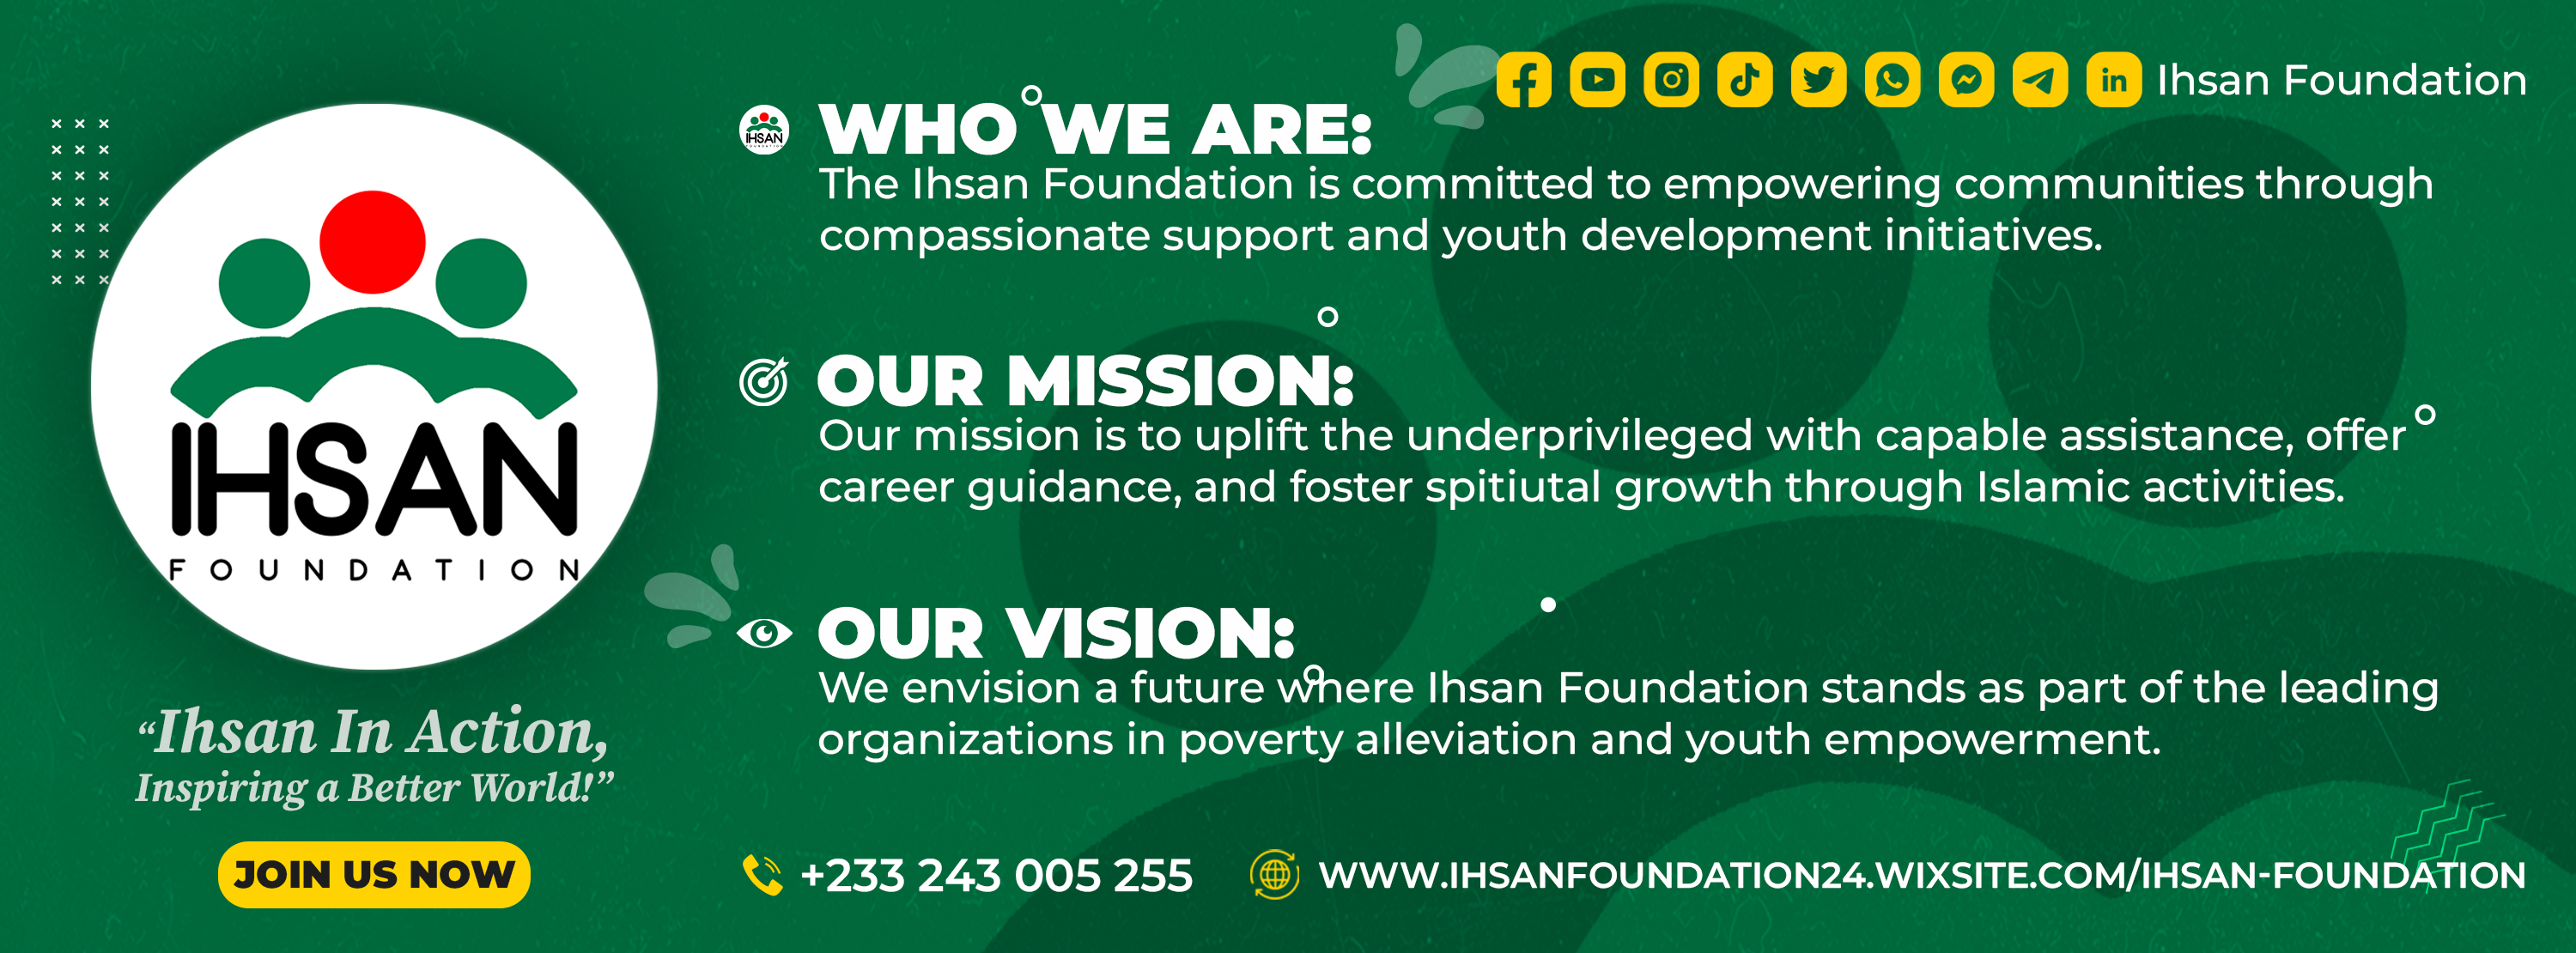 IHSAN
FOUNDATION
“Ihsan In Action,
Inspiring a Better World!”
JOIN US NOW
Ihsan Foundation
IHSAN
FOUNDATION
WHO WE ARE:
The Ihsan Foundation is committed to empowering communities through
compassionate support and youth development initiatives.
OUR MISSION:
Our mission is to uplift the underprivileged with capable assistance, offer
career guidance, and foster spitiutal growth through Islamic activities.
OUR VISION:
We envision a future where Ihsan Foundation stands as part of the leading
organizations in poverty alleviation and youth empowerment.
+233 243 005 255
WWW.IHSANFOUNDATION24.WIXSITE.COM/IHSAN-FOUNDATION